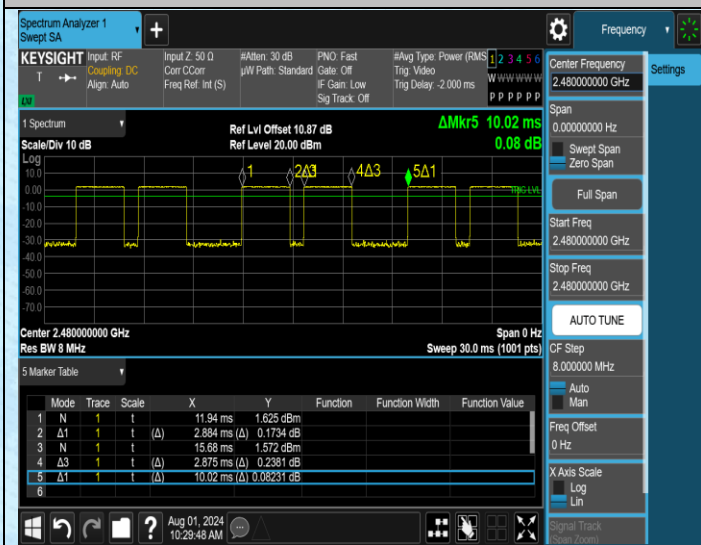 Spectrum Analyzer 1
Swept SA
Frequency
KEYSIGHT Input: RF Input Z: 50 Ω #Atten: 30 dB PNO: Fast #Avg Type: Power (RMS 1 2 3 4 5 6
T Coupling: DC Corr CCorr µW Path: Standard Gate: Off Trig: Video W W W W W W
Align: Auto Freq Ref: Int (S) IF Gain: Low Trig Delay: -2.000 ms
Sig Track: Off P P P P P P
LM
Center Frequency
2.480000000 GHz
Settings
Span
0.00000000 Hz
Swept Span
Zero Span
Full Span
Start Freq
2.480000000 GHz
Stop Freq
2.480000000 GHz
AUTO TUNE
CF Step
8.000000 MHz
Auto
Man
Freq Offset
0 Hz
X Axis Scale
Log
Lin
Signal Track
(Span Zoom)
1 Spectrum
Ref Lvl Offset 10.87 dB ΔMkr5 10.02 ms
Scale/Div 10 dB Ref Level 20.00 dBm 0.08 dB
Log
10.0
0.00
-10.0
-20.0
-30.0
-40.0
-50.0
-60.0
-70.0
1 2Δ1 3 4Δ3 5Δ1
TRIG LVL
Center 2.480000000 GHz Span 0 Hz
Res BW 8 MHz Sweep 30.0 ms (1001 pts)
5 Marker Table
Mode Trace Scale X Y Function Function Width Function Value
1 N 1 t 11.94 ms 1.625 dBm
2 Δ1 1 t (Δ) 2.884 ms (Δ) 0.1734 dB
3 N 1 t 15.68 ms 1.572 dBm
4 Δ3 1 t (Δ) 2.875 ms (Δ) 0.2381 dB
5 Δ1 1 t (Δ) 10.02 ms (Δ) 0.08231 dB
6
?
Aug 01, 2024
10:29:48 AM